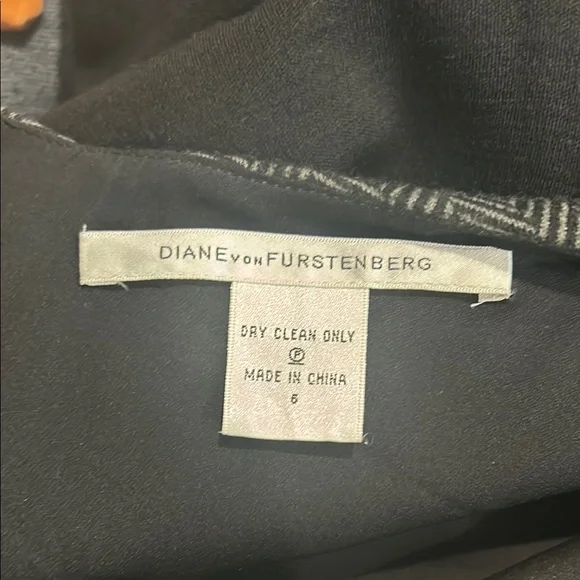 DIANE VON FURSTENBERG
DRY CLEAN ONLY
Ⓟ
MADE IN CHINA
6